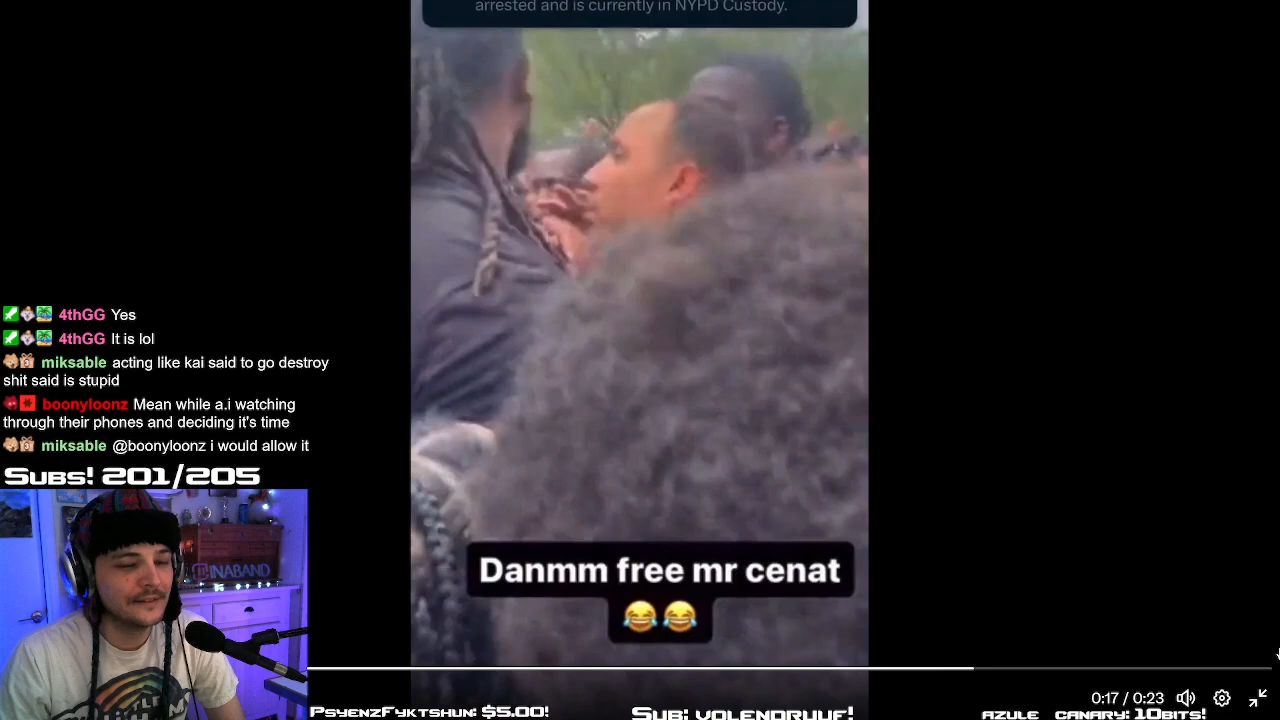 arrested and is currently in NYPD Custody.
4thGG Yes
4thGG It is lol
miksable acting like kai said to go destroy
shit said is stupid
boonyloonz Mean while a.i watching
through their phones and deciding it's time
miksable @boonyloonz i would allow it
Subs! 201/205
INABAND
Danmm free mr cenat
😂😂
0:17 / 0:23
PsyenzFyktshun: $5.00!
Sub: volendruuf!
azule_canary: 10bits!